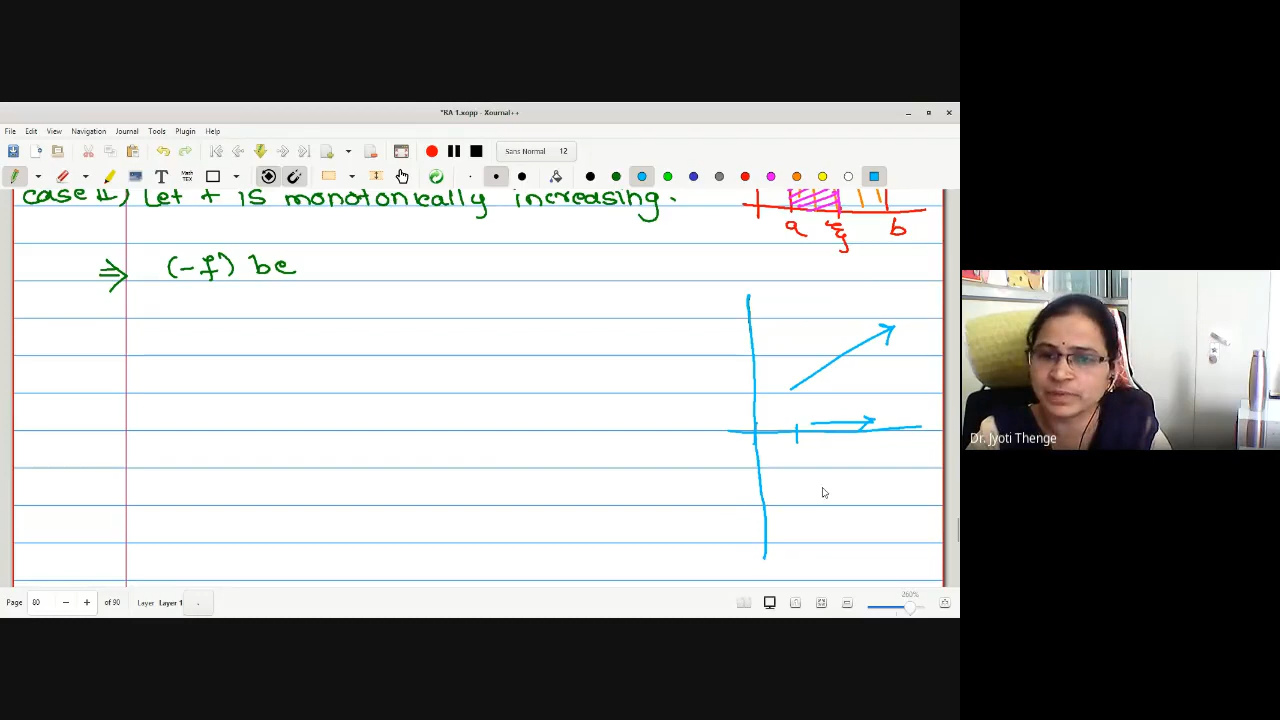 *RA 1.xopp - Xournal++
File Edit View Navigation Journal Tools Plugin Help
Sans Normal 12
case II) Let f is monotonically increasing.
a ξ b
⇒ (-f) be
Dr. Jyoti Thenge
Page 80 of 90 Layer Layer 1
260%